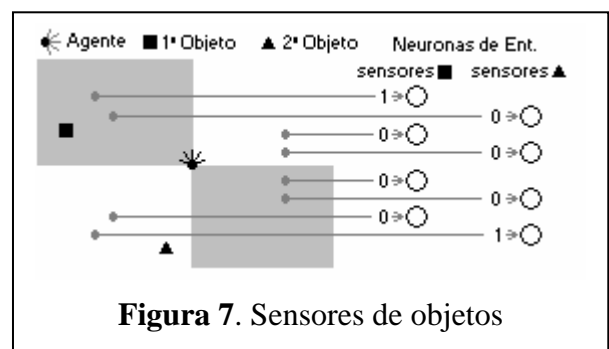 Agente 1ª Objeto 2ª Objeto Neuronas de Ent.
sensores sensores
1
0
0
0
0
0
0
1
Figura 7. Sensores de objetos